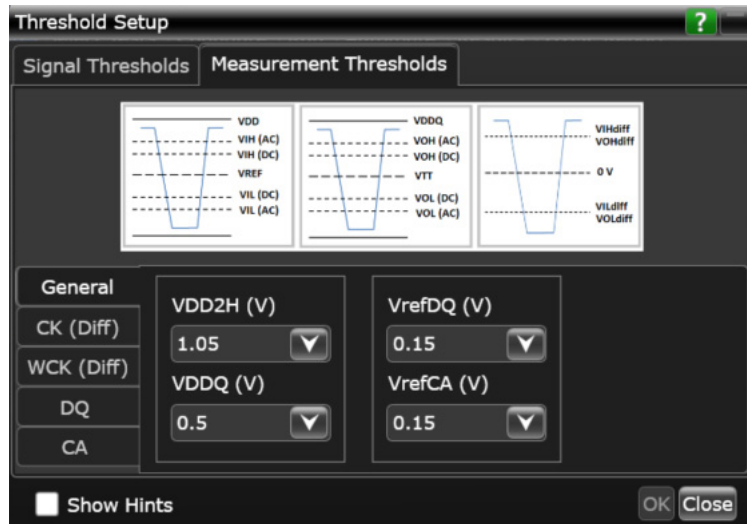 Threshold Setup ?
Signal Thresholds Measurement Thresholds
VDD
VIH (AC)
VIH (DC)
VREF
VIL (DC)
VIL (AC)
VDDQ
VOH (AC)
VOH (DC)
VTT
VOL (DC)
VOL (AC)
VIHdiff
VOHdiff
0 V
VILdiff
VOLdiff
General
CK (Diff)
WCK (Diff)
DQ
CA
VDD2H (V)
1.05
VDDQ (V)
0.5
VrefDQ (V)
0.15
VrefCA (V)
0.15
Show Hints
OK Close